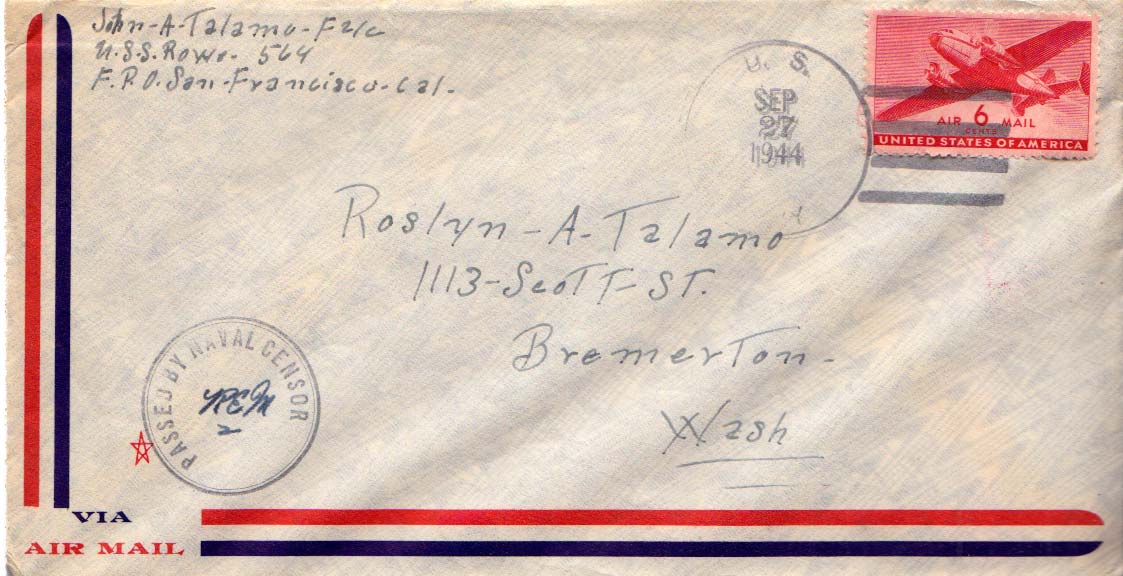 John-A-Talamo-F2/c
U.S.S. Rowe-564
F.P.O. San-Francisco-Cal-
U. S.
SEP
27
1944
AIR 6 MAIL
CENTS
UNITED STATES OF AMERICA
Roslyn-A-Talamo
1113-Scott-ST.
Bremerton-
Wash
PASSED BY NAVAL CENSOR
VIA
AIR MAIL